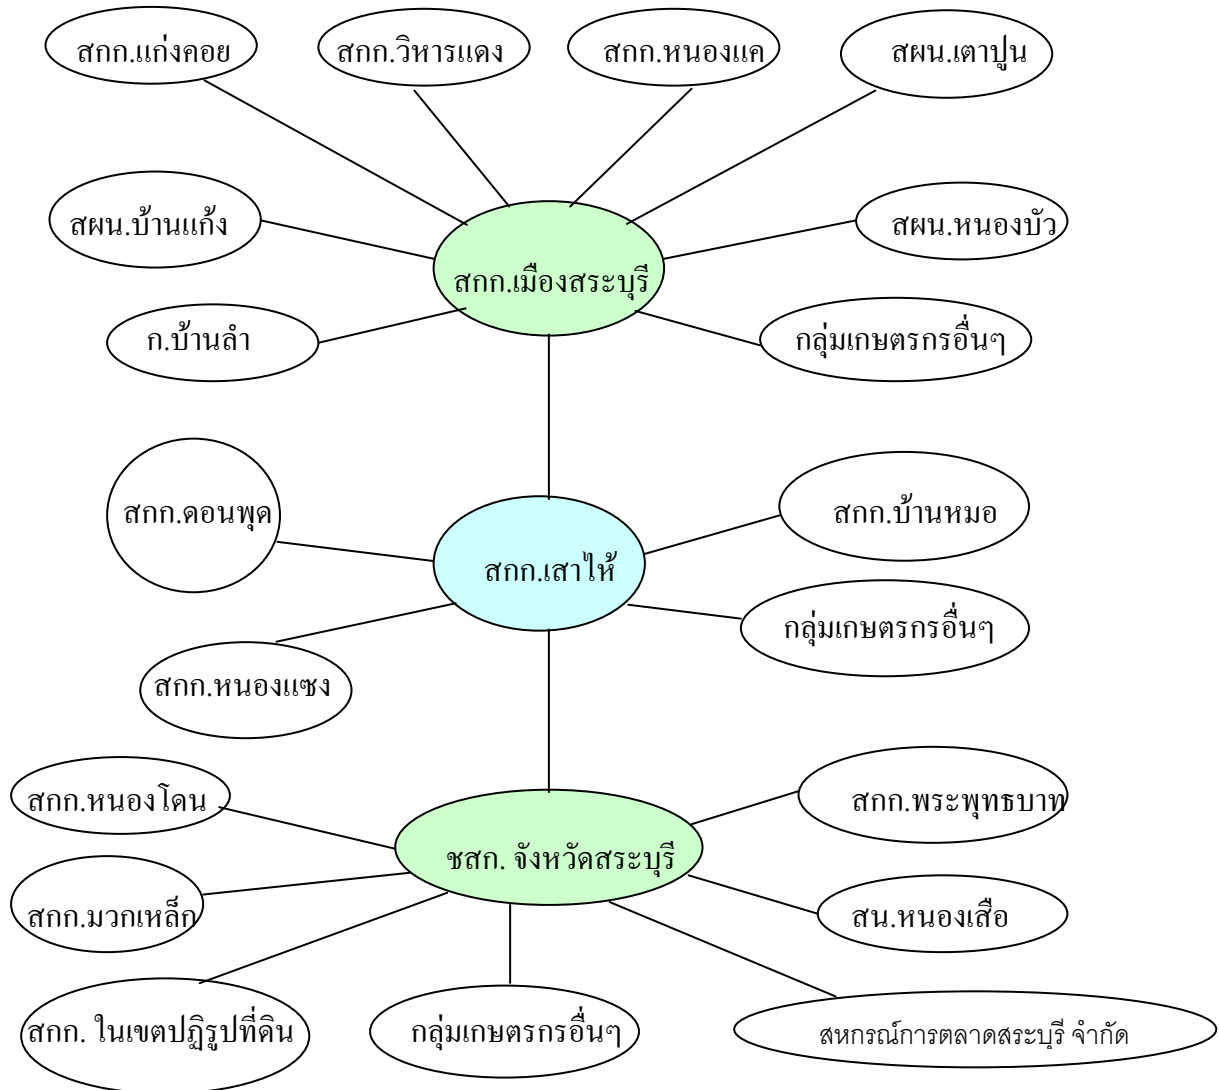 สกก.แก่งคอย
สกก.วิหารแดง
สกก.หนองแค
สผน.เตาปูน
สผน.บ้านแก้ง
สผน.หนองบัว
สกก.เมืองสระบุรี
ก.บ้านลำ
กลุ่มเกษตรกรอื่นๆ
สกก.ดอนพุด
สกก.บ้านหมอ
สกก.เสาไห้
กลุ่มเกษตรกรอื่นๆ
สกก.หนองแซง
สกก.หนองโดน
สกก.พระพุทธบาท
ชสก. จังหวัดสระบุรี
สกก.มวกเหล็ก
สน.หนองเสือ
สกก. ในเขตปฏิรูปที่ดิน
กลุ่มเกษตรกรอื่นๆ
สหกรณ์การตลาดสระบุรี จำกัด